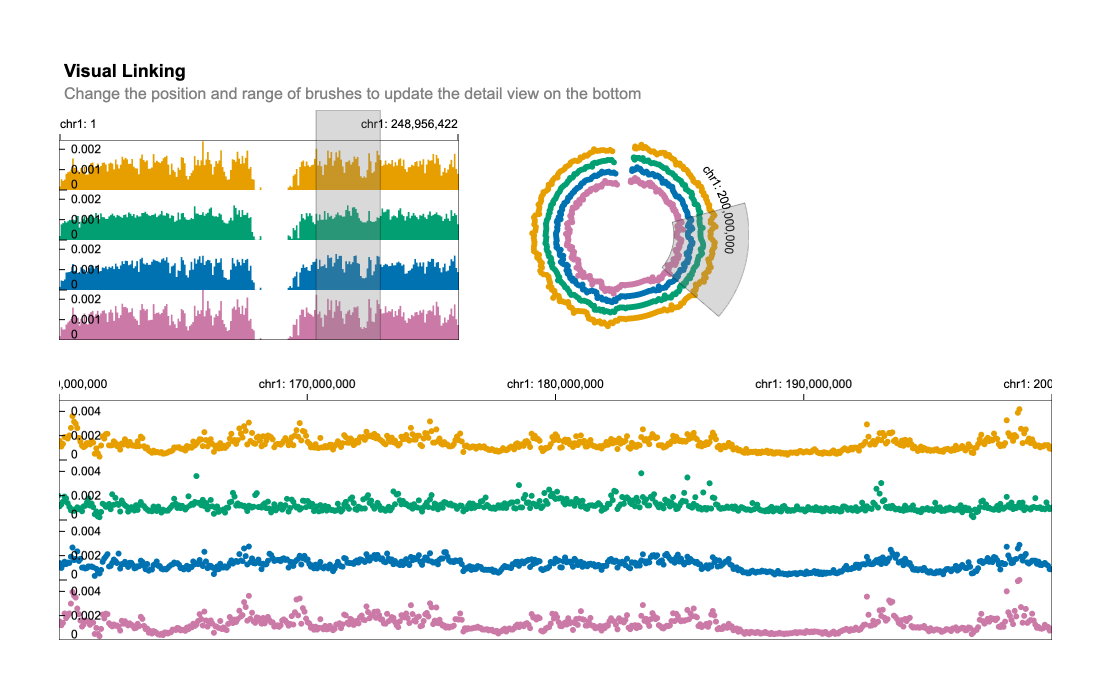 Visual Linking
Change the position and range of brushes to update the detail view on the bottom
chr1: 1
chr1: 248,956,422
0.002
0.001
0
0.002
0.001
0
0.002
0.001
0
0.002
0.001
0
chr1: 200,000,000
0,000,000
chr1: 170,000,000
chr1: 180,000,000
chr1: 190,000,000
chr1: 200
0.004
0.002
0
0.004
0.002
0
0.004
0.002
0
0.004
0.002
0